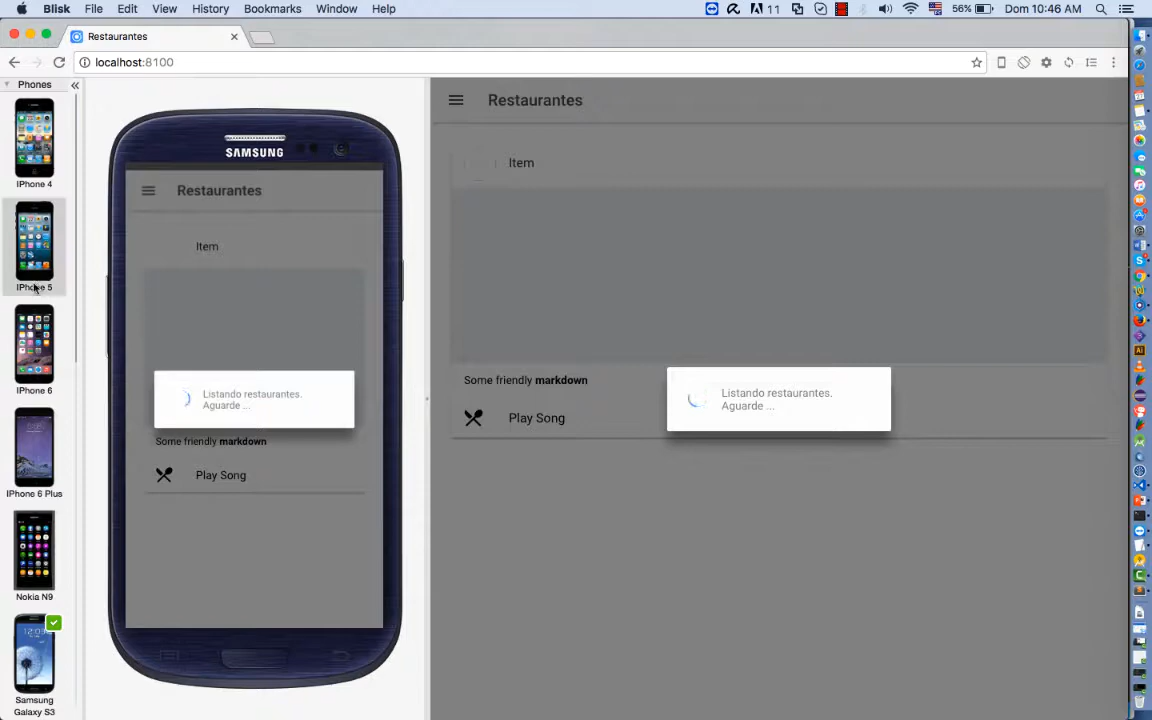 Blisk File Edit View History Bookmarks Window Help 11 56% Dom 10:46 AM
Restaurantes
localhost:8100
Phones
IPhone 4
IPhone 5
IPhone 6
IPhone 6 Plus
Nokia N9
Samsung
Galaxy S3
SAMSUNG
Restaurantes
Item
Listando restaurantes.
Aguarde ...
Some friendly markdown
Play Song
Restaurantes
Item
Some friendly markdown
Listando restaurantes.
Aguarde ...
Play Song